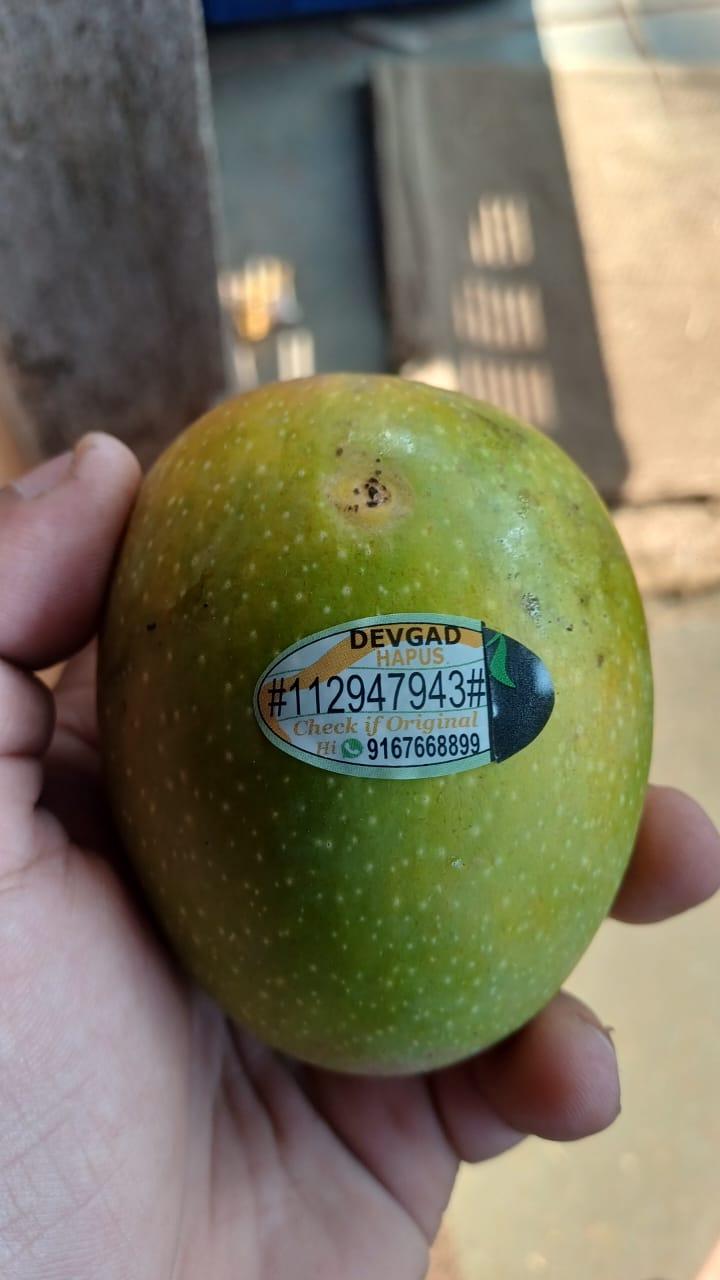 DEVGAD
HAPUS
#112947943#
Check if Original
Hi 9167668899